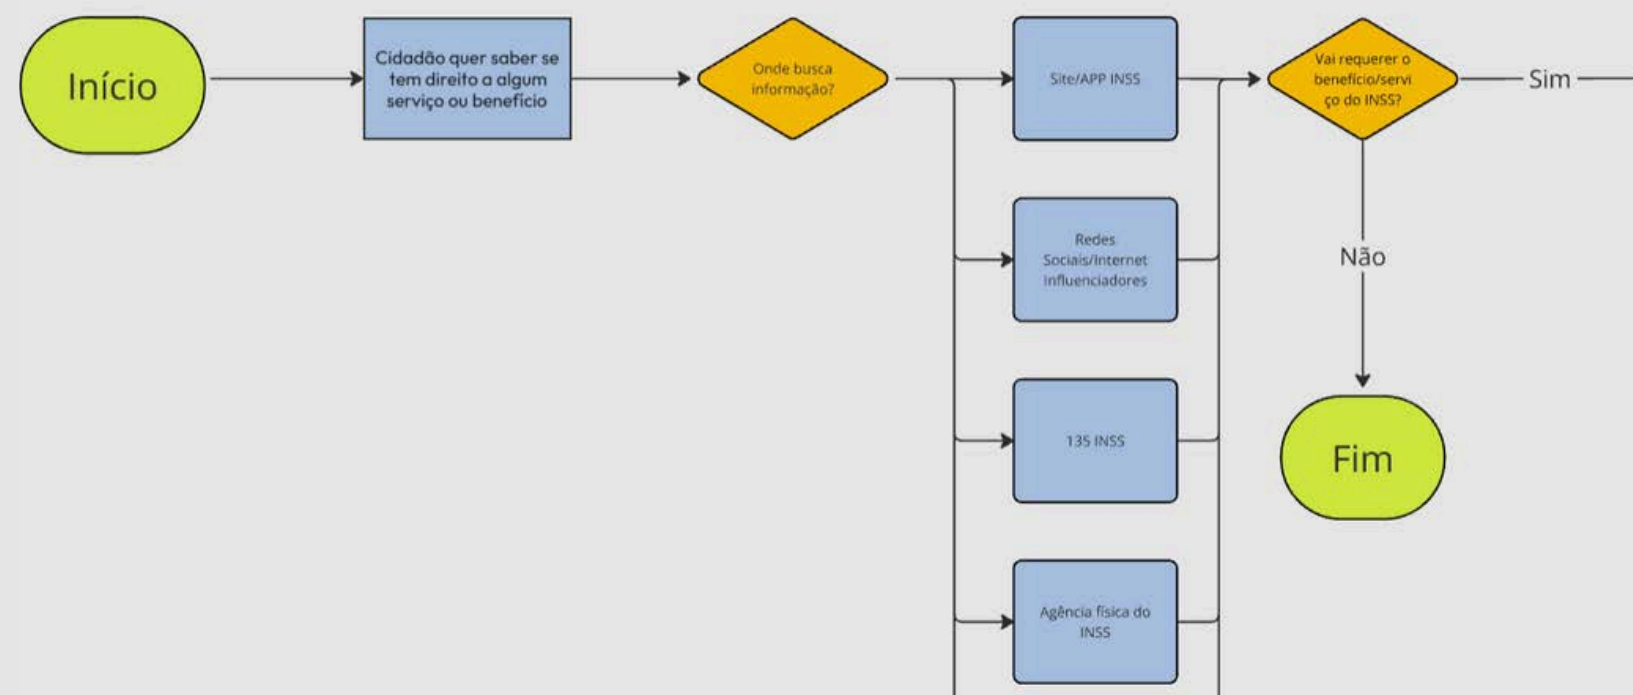 Início
Cidadão quer saber se
tem direito a algum
serviço ou benefício
Onde busca
informação?
Site/APP INSS
Vai requerer o
benefício/servi
ço do INSS?
Sim
Redes
Sociais/Internet
Influenciadores
Não
135 INSS
Fim
Agência física do
INSS